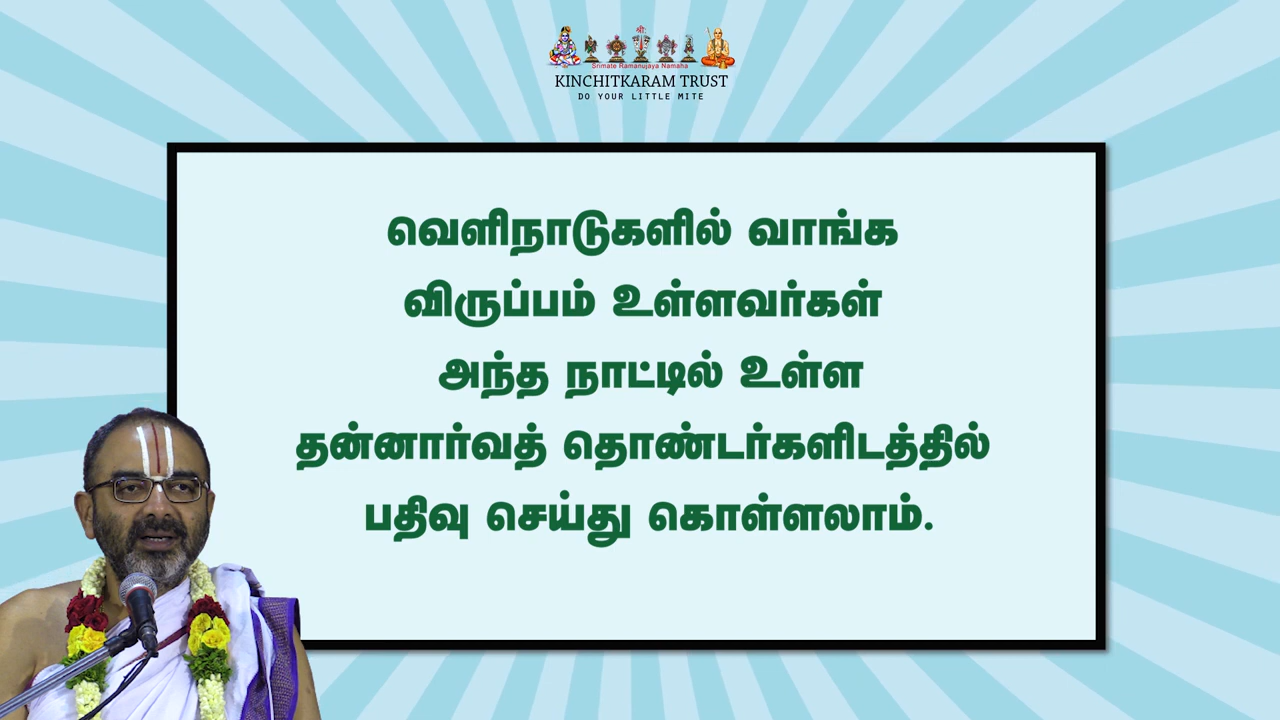 Srimate Ramanujaya Namaha
KINCHITKARAM TRUST
DO YOUR LITTLE MITE
வெளிநாடுகளில் வாங்க
விருப்பம் உள்ளவர்கள்
அந்த நாட்டில் உள்ள
தன்னார்வத் தொண்டர்களிடத்தில்
பதிவு செய்து கொள்ளலாம்.